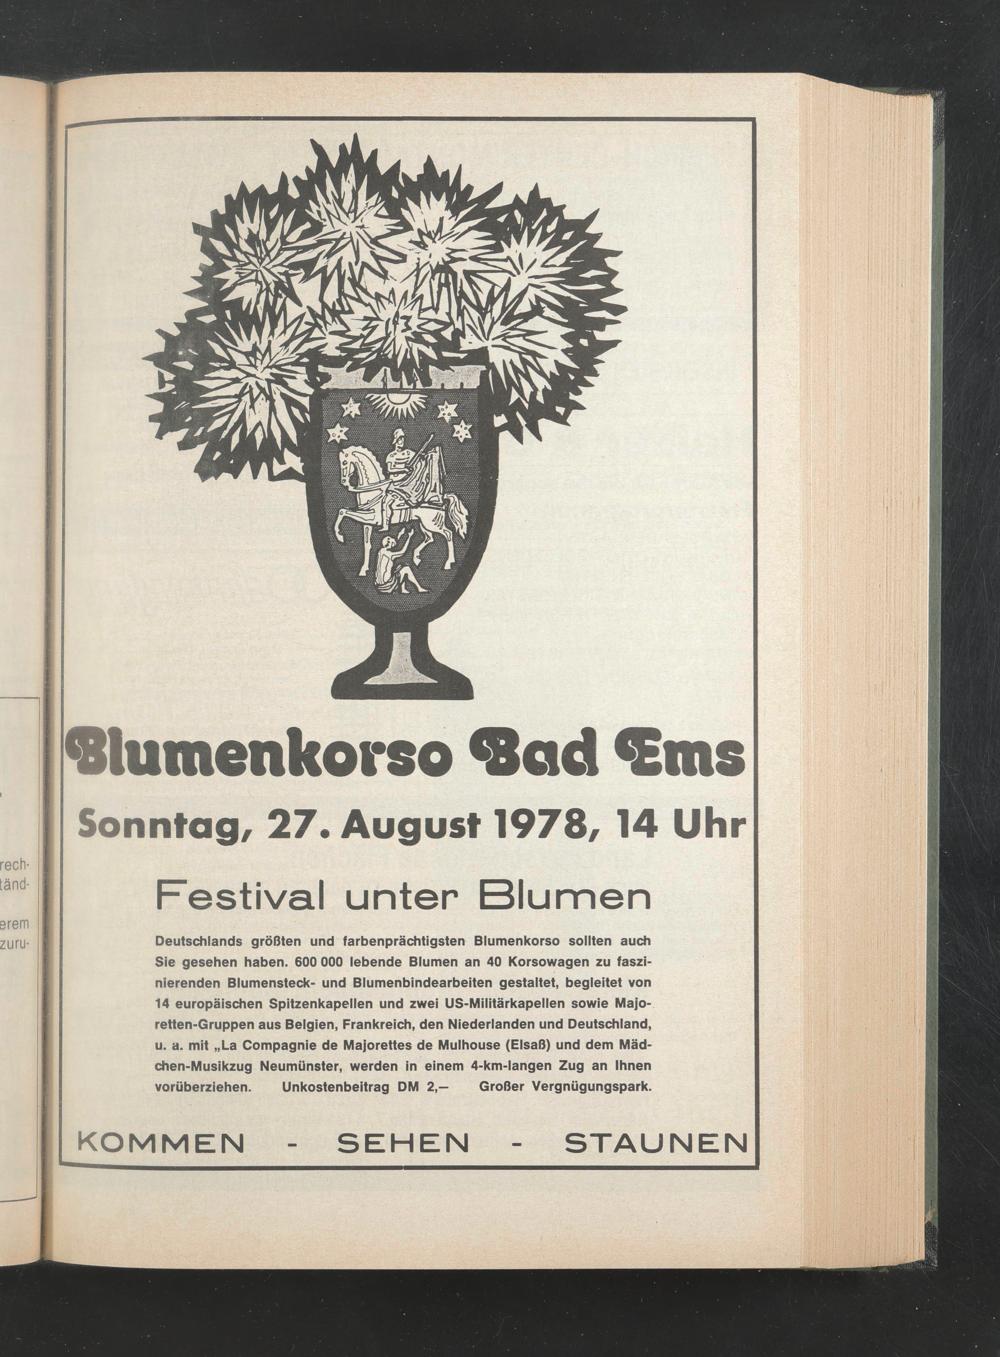 rech-
tänd-
erem
zuru-
Blumenkorso Bad Ems
Sonntag, 27. August 1978, 14 Uhr
Festival unter Blumen
Deutschlands größten und farbenprächtigsten Blumenkorso sollten auch
Sie gesehen haben. 600 000 lebende Blumen an 40 Korsowagen zu faszi-
nierenden Blumensteck- und Blumenbindearbeiten gestaltet, begleitet von
14 europäischen Spitzenkapellen und zwei US-Militärkapellen sowie Majo-
retten-Gruppen aus Belgien, Frankreich, den Niederlanden und Deutschland,
u. a. mit „La Compagnie de Majorettes de Mulhouse (Elsaß) und dem Mäd-
chen-Musikzug Neumünster, werden in einem 4-km-langen Zug an Ihnen
vorüberziehen. Unkostenbeitrag DM 2,— Großer Vergnügungspark.
KOMMEN - SEHEN - STAUNEN